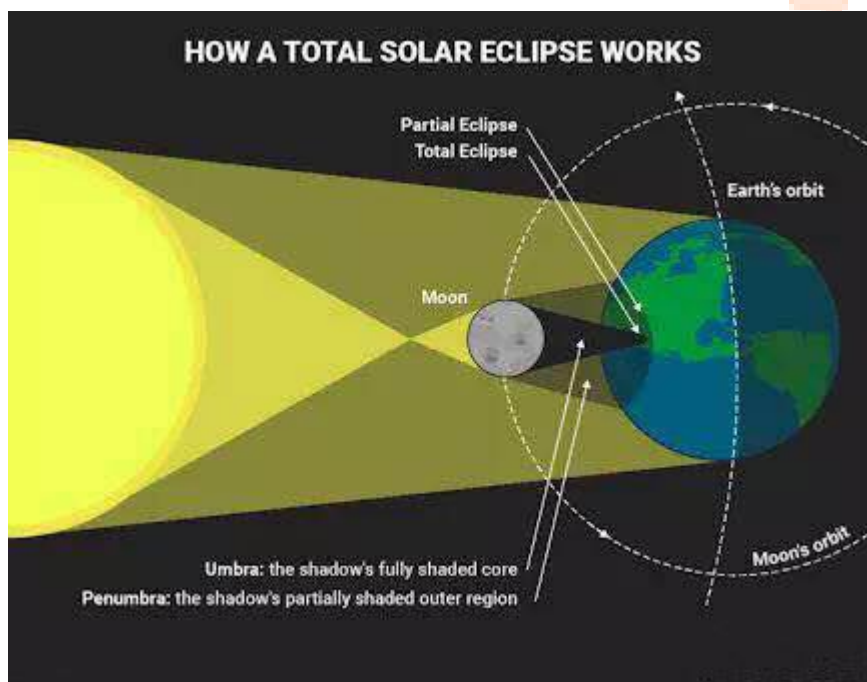 HOW A TOTAL SOLAR ECLIPSE WORKS
Partial Eclipse
Total Eclipse
Earth's orbit
Moon
Moon's orbit
Umbra: the shadow's fully shaded core
Penumbra: the shadow's partially shaded outer region